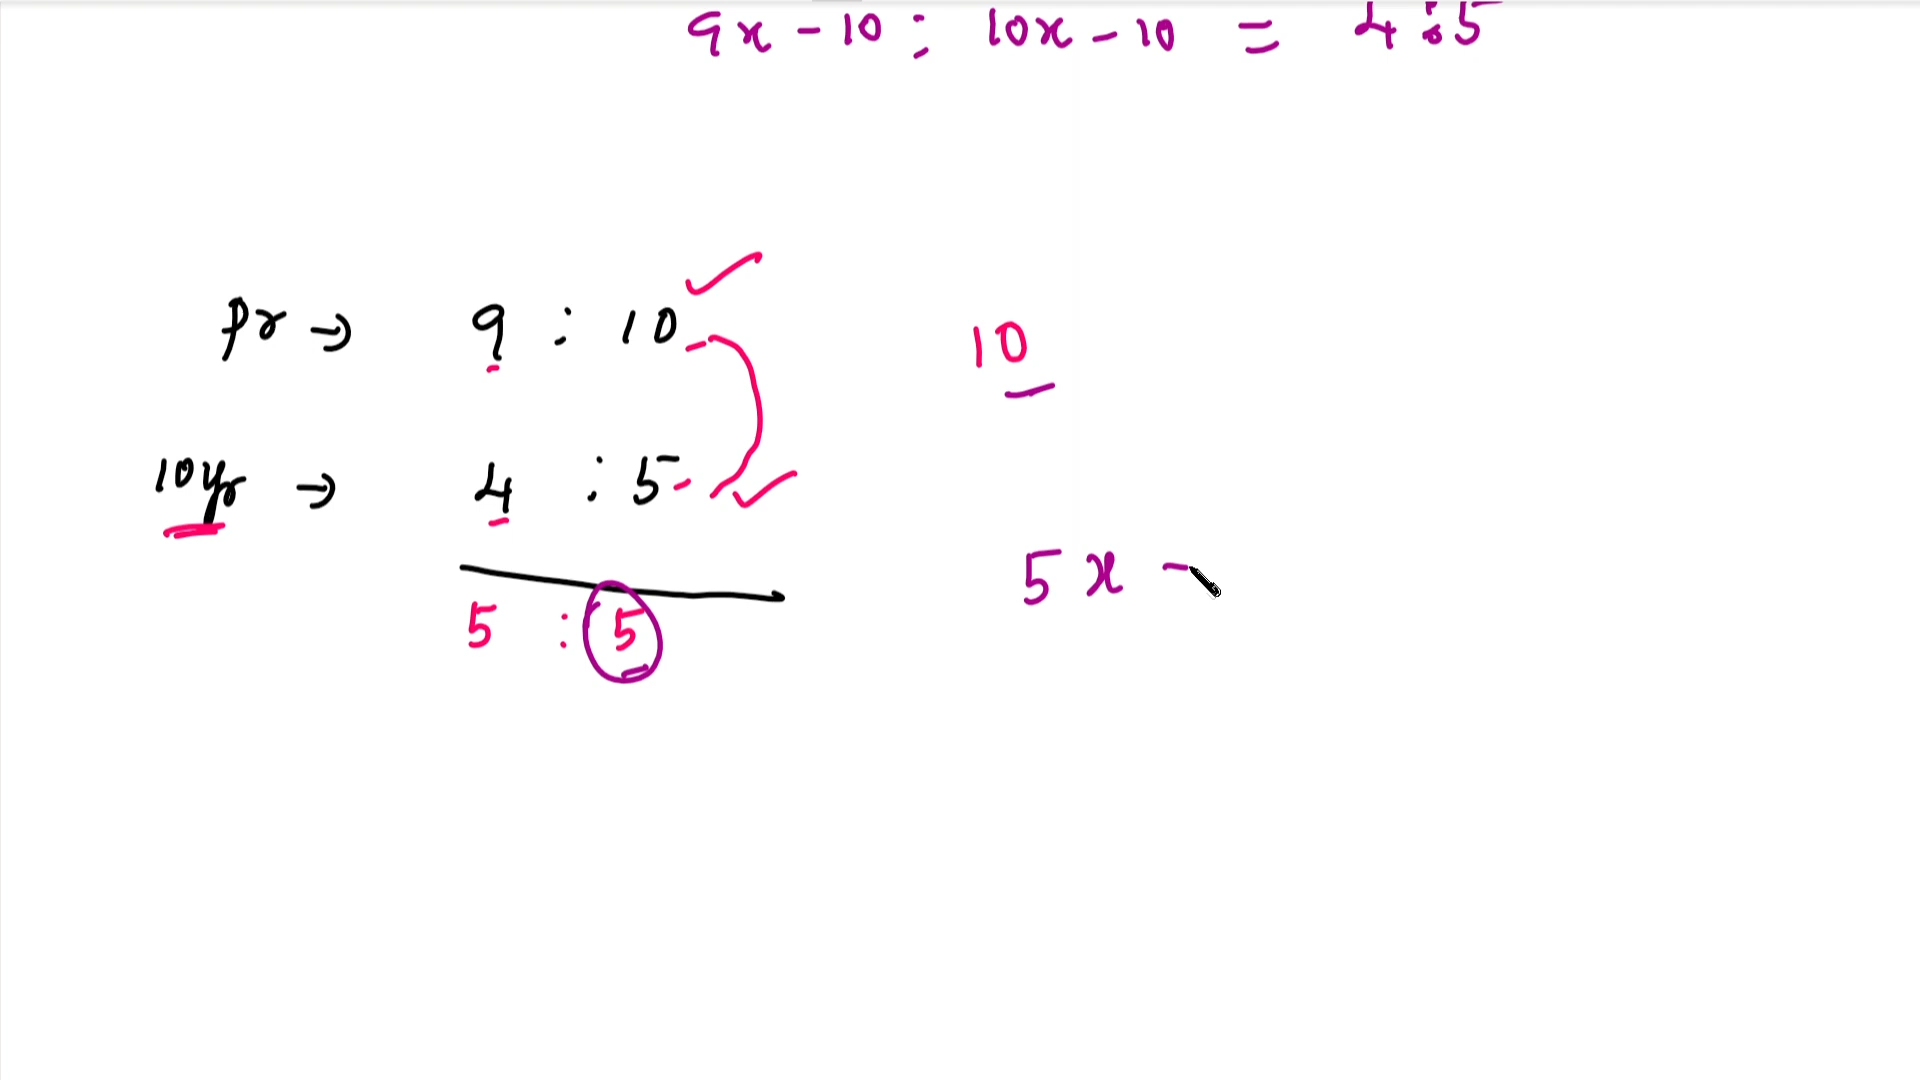 9x - 10 : 10x - 10 = 4 : 5
Pr → 9 : 10
10
10yr → 4 : 5
5x -
5 : 5